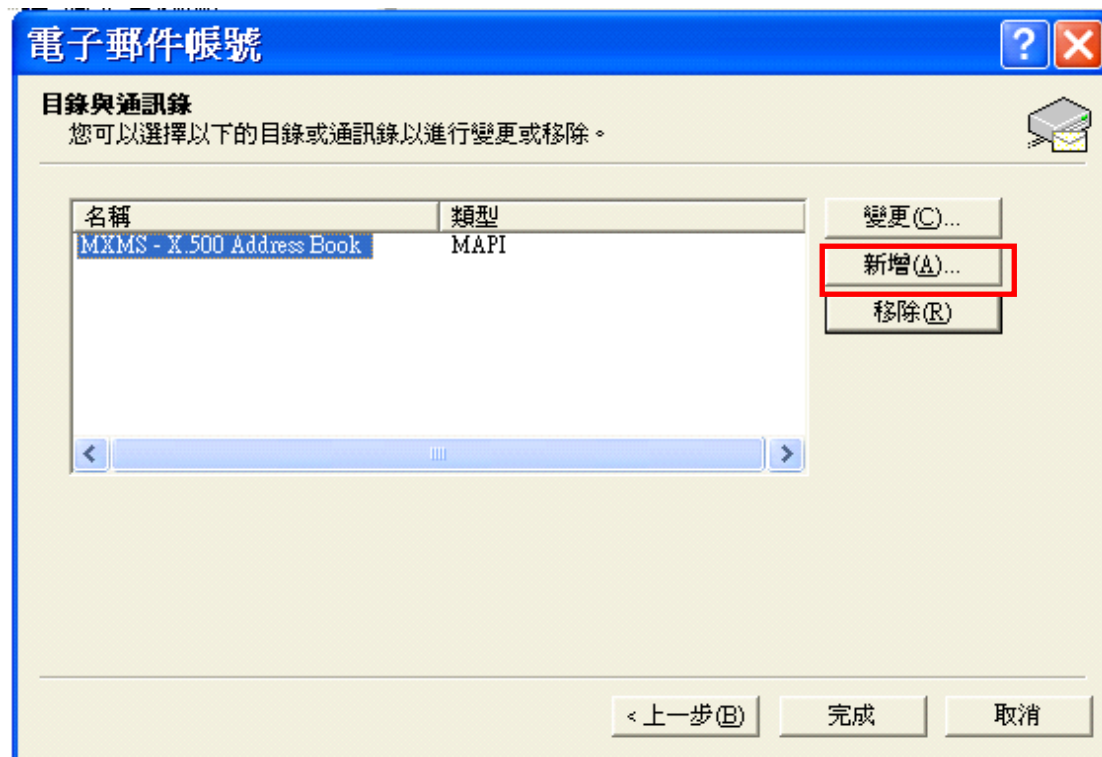 電子郵件帳號
目錄與通訊錄
您可以選擇以下的目錄或通訊錄以進行變更或移除。
名稱 類型
MXMS - X.500 Address Book MAPI
變更(C)...
新增(A)...
移除(R)
<上一步(B) 完成 取消